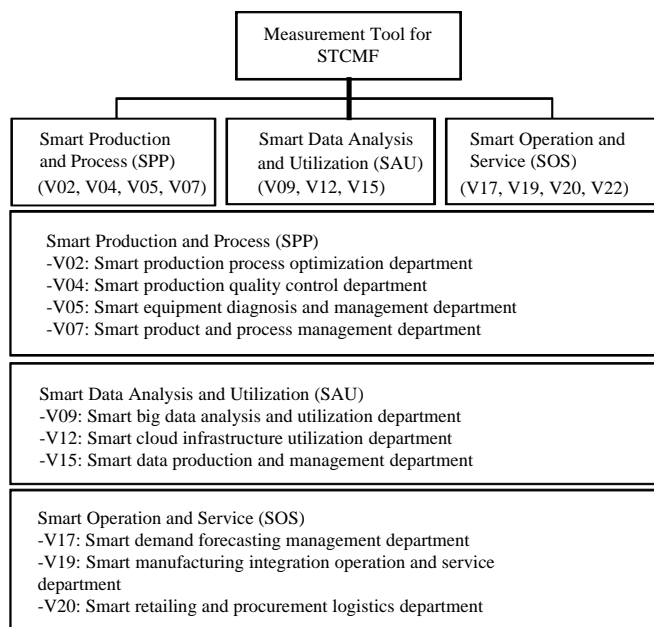 Measurement Tool for
STCMF
Smart Production
and Process (SPP)
(V02, V04, V05, V07)
Smart Data Analysis
and Utilization (SAU)
(V09, V12, V15)
Smart Operation and
Service (SOS)
(V17, V19, V20, V22)
Smart Production and Process (SPP)
-V02: Smart production process optimization department
-V04: Smart production quality control department
-V05: Smart equipment diagnosis and management department
-V07: Smart product and process management department
Smart Data Analysis and Utilization (SAU)
-V09: Smart big data analysis and utilization department
-V12: Smart cloud infrastructure utilization department
-V15: Smart data production and management department
Smart Operation and Service (SOS)
-V17: Smart demand forecasting management department
-V19: Smart manufacturing integration operation and service
department
-V20: Smart retailing and procurement logistics department